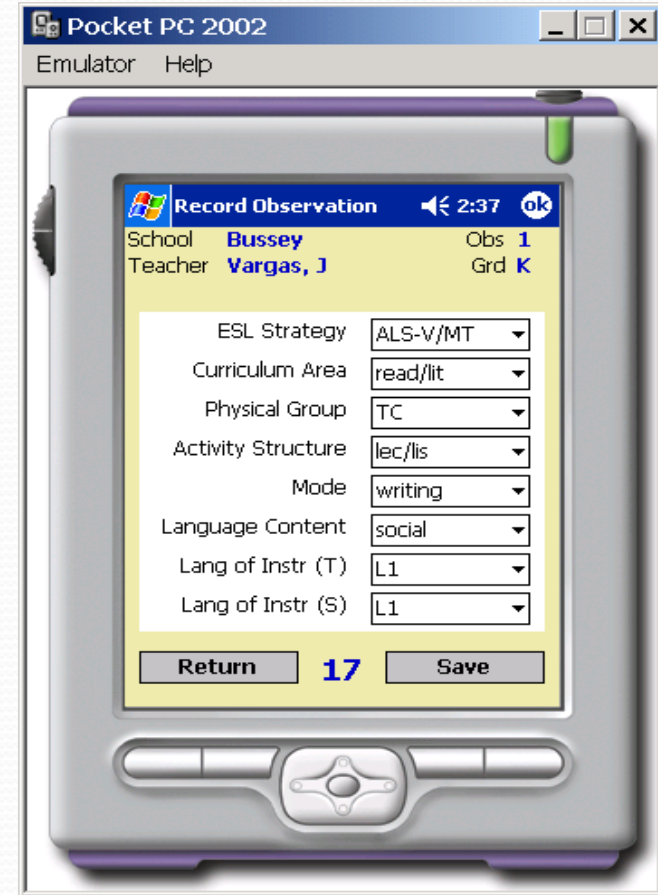 Pocket PC 2002
Emulator Help
Record Observation 2:37 ok
School Bussey Obs 1
Teacher Vargas, J Grd K
ESL Strategy ALS-V/MT
Curriculum Area read/lit
Physical Group TC
Activity Structure lec/lis
Mode writing
Language Content social
Lang of Instr (T) L1
Lang of Instr (S) L1
Return 17 Save